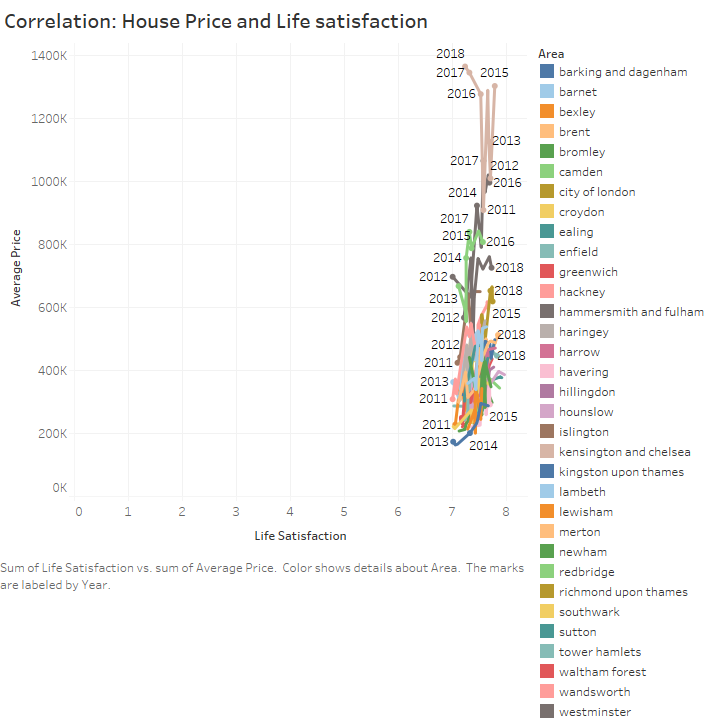 Correlation: House Price and Life satisfaction
1400K
1200K
1000K
800K
600K
400K
200K
0K
Average Price
0 1 2 3 4 5 6 7 8
Life Satisfaction
2018
2017 2015
2016
2013
2017
2012
2016
2014
2011
2017
2015
2016
2014
2018
2012
2018
2013
2015
2012
2018
2012
2018
2011
2013
2011
2015
2011
2013
2014
Sum of Life Satisfaction vs. sum of Average Price. Color shows details about Area. The marks
are labeled by Year.
Area
barking and dagenham
barnet
bexley
brent
bromley
camden
city of london
croydon
ealing
enfield
greenwich
hackney
hammersmith and fulham
haringey
harrow
havering
hillingdon
hounslow
islington
kensington and chelsea
kingston upon thames
lambeth
lewisham
merton
newham
redbridge
richmond upon thames
southwark
sutton
tower hamlets
waltham forest
wandsworth
westminster